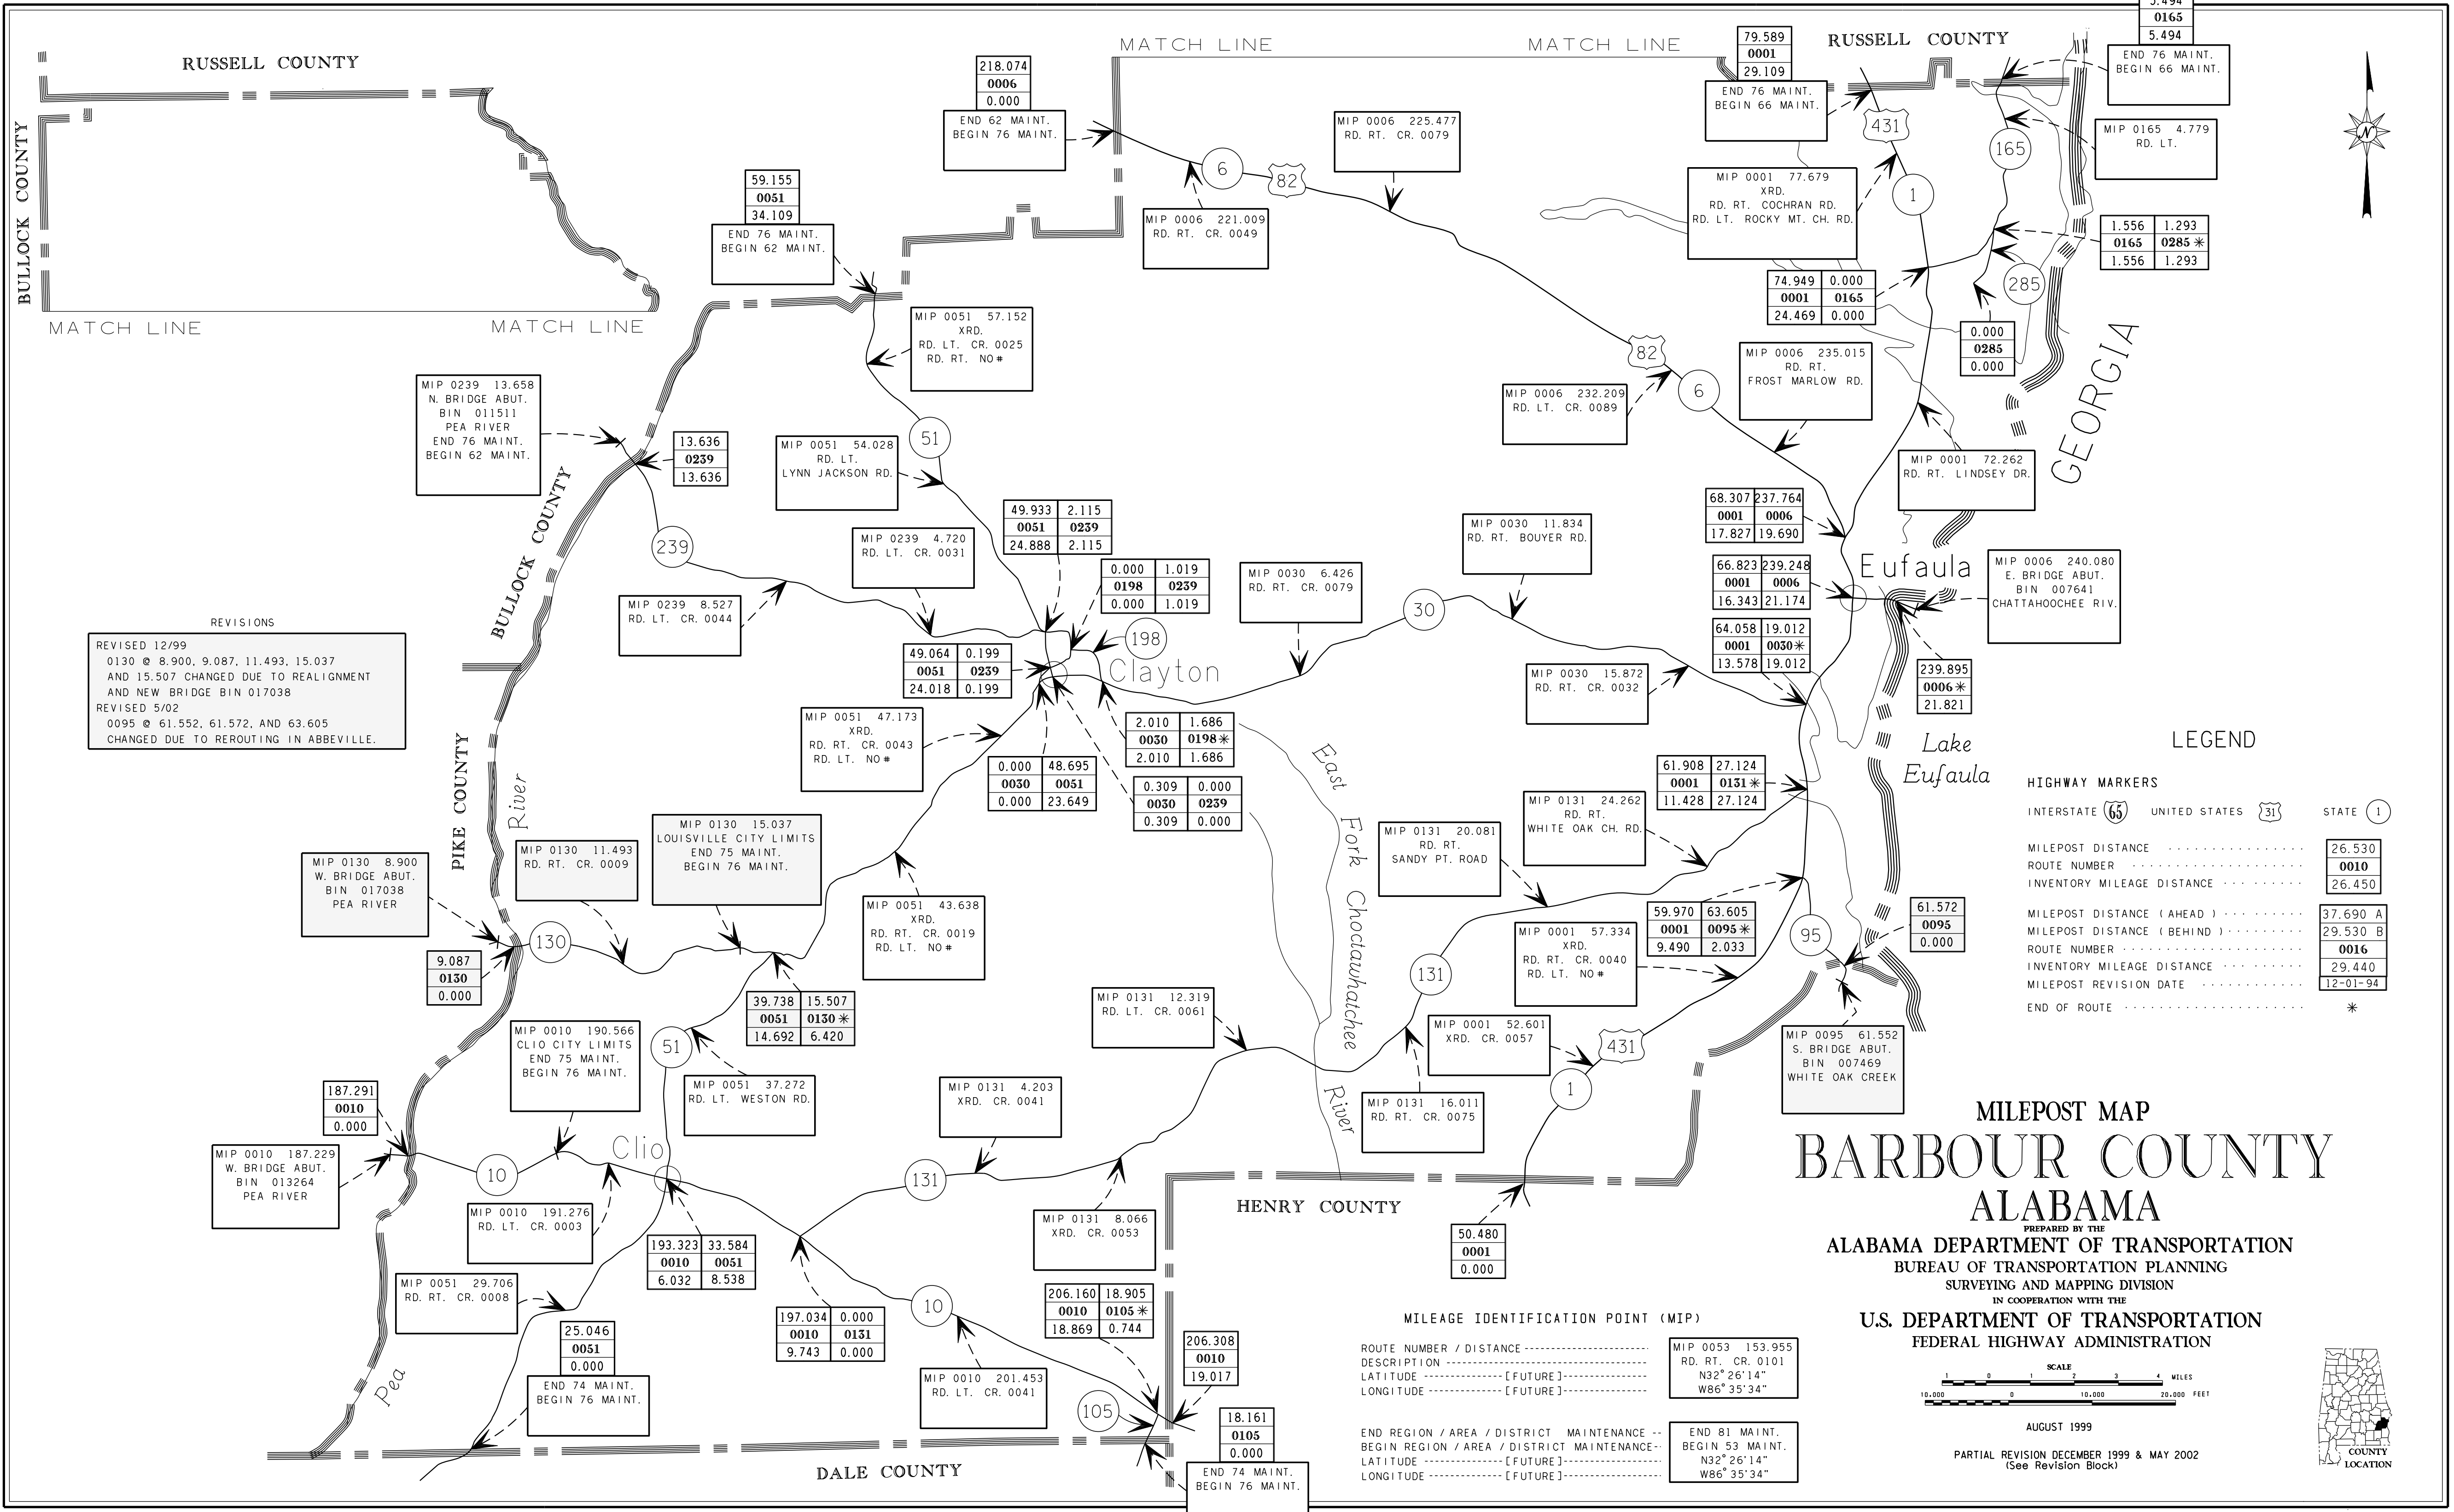 RUSSELL COUNTY
BULLOCK COUNTY
MATCH LINE
MATCH LINE
MATCH LINE
MATCH LINE
218.074
0006
0.000
END 62 MAINT.
BEGIN 76 MAINT.
MIP 0006 225.477
RD. RT. CR. 0079
79.589
0001
29.109
END 76 MAINT.
BEGIN 66 MAINT.
RUSSELL COUNTY
5.494
0165
5.494
END 76 MAINT.
BEGIN 66 MAINT.
MIP 0165 4.779
RD. LT.
431
165
6
82
1
N
59.155
0051
34.109
END 76 MAINT.
BEGIN 62 MAINT.
MIP 0006 221.009
RD. RT. CR. 0049
MIP 0001 77.679
XRD.
RD. RT. COCHRAN RD.
RD. LT. ROCKY MT. CH. RD.
1.556 1.293
0165 0285 *
1.556 1.293
74.949 0.000
0001 0165
24.469 0.000
285
0.000
0285
0.000
GEORGIA
MIP 0051 57.152
XRD.
RD. LT. CR. 0025
RD. RT. NO #
82
6
MIP 0006 232.209
RD. LT. CR. 0089
MIP 0006 235.015
RD. RT.
FROST MARLOW RD.
MIP 0239 13.658
N. BRIDGE ABUT.
BIN 011511
PEA RIVER
END 76 MAINT.
BEGIN 62 MAINT.
13.636
0239
13.636
MIP 0051 54.028
RD. LT.
LYNN JACKSON RD.
51
MIP 0001 72.262
RD. RT. LINDSEY DR.
BULLOCK COUNTY
239
49.933 2.115
0051 0239
24.888 2.115
MIP 0239 4.720
RD. LT. CR. 0031
0.000 1.019
0198 0239
0.000 1.019
MIP 0030 11.834
RD. RT. BOUYER RD.
68.307 237.764
0001 0006
17.827 19.690
66.823 239.248
0001 0006
16.343 21.174
Eufaula
MIP 0006 240.080
E. BRIDGE ABUT.
BIN 007641
CHATTAHOOCHEE RIV.
MIP 0239 8.527
RD. LT. CR. 0044
MIP 0030 6.426
RD. RT. CR. 0079
30
198
Clayton
64.058 19.012
0001 0030 *
13.578 19.012
49.064 0.199
0051 0239
24.018 0.199
MIP 0030 15.872
RD. RT. CR. 0032
239.895
0006 *
21.821
REVISIONS
REVISED 12/99
0130 @ 8.900, 9.087, 11.493, 15.037
AND 15.507 CHANGED DUE TO REALIGNMENT
AND NEW BRIDGE BIN 017038
REVISED 5/02
0095 @ 61.552, 61.572, AND 63.605
CHANGED DUE TO REROUTING IN ABBEVILLE.
MIP 0051 47.173
XRD.
RD. RT. CR. 0043
RD. LT. NO #
2.010 1.686
0030 0198 *
2.010 1.686
0.000 48.695
0030 0051
0.000 23.649
0.309 0.000
0030 0239
0.309 0.000
PIKE COUNTY
River
East Fork Choctawhatchee River
61.908 27.124
0001 0131 *
11.428 27.124
Lake
Eufaula
LEGEND
HIGHWAY MARKERS
INTERSTATE 65 UNITED STATES 31 STATE 1
MILEPOST DISTANCE 26.530
ROUTE NUMBER 0010
INVENTORY MILEAGE DISTANCE 26.450
MILEPOST DISTANCE (AHEAD) 37.690 A
MILEPOST DISTANCE (BEHIND) 29.530 B
ROUTE NUMBER 0016
INVENTORY MILEAGE DISTANCE 29.440
MILEPOST REVISION DATE 12-01-94
END OF ROUTE *
MIP 0131 24.262
RD. RT.
WHITE OAK CH. RD.
MIP 0131 20.081
RD. RT.
SANDY PT. ROAD
MIP 0130 8.900
W. BRIDGE ABUT.
BIN 017038
PEA RIVER
MIP 0130 11.493
RD. RT. CR. 0009
MIP 0130 15.037
LOUISVILLE CITY LIMITS
END 75 MAINT.
BEGIN 76 MAINT.
MIP 0051 43.638
XRD.
RD. RT. CR. 0019
RD. LT. NO #
59.970 63.605
0001 0095 *
9.490 2.033
95
61.572
0095
0.000
MIP 0001 57.334
XRD.
RD. RT. CR. 0040
RD. LT. NO #
130
9.087
0130
0.000
131
39.738 15.507
0051 0130 *
14.692 6.420
MIP 0131 12.319
RD. LT. CR. 0061
MIP 0001 52.601
XRD. CR. 0057
431
1
MIP 0095 61.552
S. BRIDGE ABUT.
BIN 007469
WHITE OAK CREEK
MIP 0010 190.566
CLIO CITY LIMITS
END 75 MAINT.
BEGIN 76 MAINT.
51
MIP 0051 37.272
RD. LT. WESTON RD.
MIP 0131 4.203
XRD. CR. 0041
MIP 0131 16.011
RD. RT. CR. 0075
187.291
0010
0.000
MIP 0010 187.229
W. BRIDGE ABUT.
BIN 013264
PEA RIVER
10
Clio
131
MIP 0010 191.276
RD. LT. CR. 0003
MIP 0131 8.066
XRD. CR. 0053
HENRY COUNTY
50.480
0001
0.000
193.323 33.584
0010 0051
6.032 8.538
MIP 0051 29.706
RD. RT. CR. 0008
25.046
0051
0.000
END 74 MAINT.
BEGIN 76 MAINT.
Pea
197.034 0.000
0010 0131
9.743 0.000
10
206.160 18.905
0010 0105 *
18.869 0.744
206.308
0010
19.017
MIP 0010 201.453
RD. LT. CR. 0041
105
18.161
0105
0.000
END 74 MAINT.
BEGIN 76 MAINT.
DALE COUNTY
MILEAGE IDENTIFICATION POINT (MIP)
ROUTE NUMBER / DISTANCE MIP 0053 153.955
DESCRIPTION RD. RT. CR. 0101
LATITUDE [FUTURE] N32° 26' 14"
LONGITUDE [FUTURE] W86° 35' 34"
END REGION / AREA / DISTRICT MAINTENANCE END 81 MAINT.
BEGIN REGION / AREA / DISTRICT MAINTENANCE BEGIN 53 MAINT.
LATITUDE [FUTURE] N32° 26' 14"
LONGITUDE [FUTURE] W86° 35' 34"
MILEPOST MAP
BARBOUR COUNTY
ALABAMA
PREPARED BY THE
ALABAMA DEPARTMENT OF TRANSPORTATION
BUREAU OF TRANSPORTATION PLANNING
SURVEYING AND MAPPING DIVISION
IN COOPERATION WITH THE
U.S. DEPARTMENT OF TRANSPORTATION
FEDERAL HIGHWAY ADMINISTRATION
SCALE
1 0 1 2 3 4 MILES
10,000 0 10,000 20,000 FEET
AUGUST 1999
PARTIAL REVISION DECEMBER 1999 & MAY 2002
(See Revision Block)
COUNTY
LOCATION